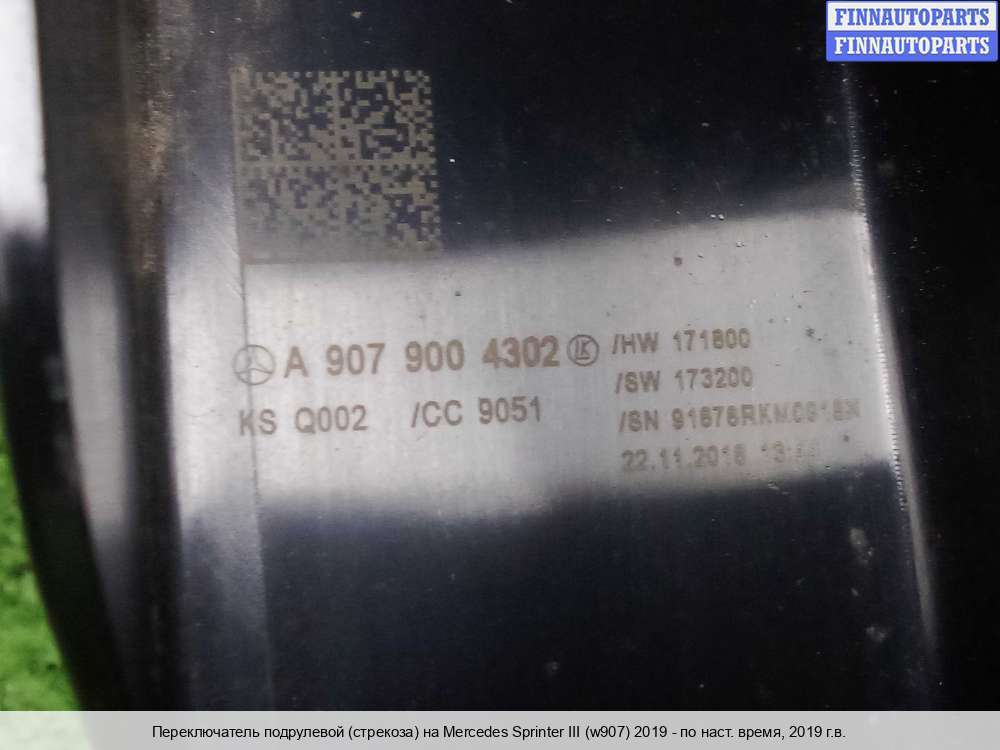 FINNAUTOPARTS
FINNAUTOPARTS
A 907 900 4302
/HW 171800
/SW 173200
KS Q002 /CC 9051
/SN
22.11.2018
Переключатель подрулевой (стрекоза) на Mercedes Sprinter III (w907) 2019 - по наст. время, 2019 г.в.